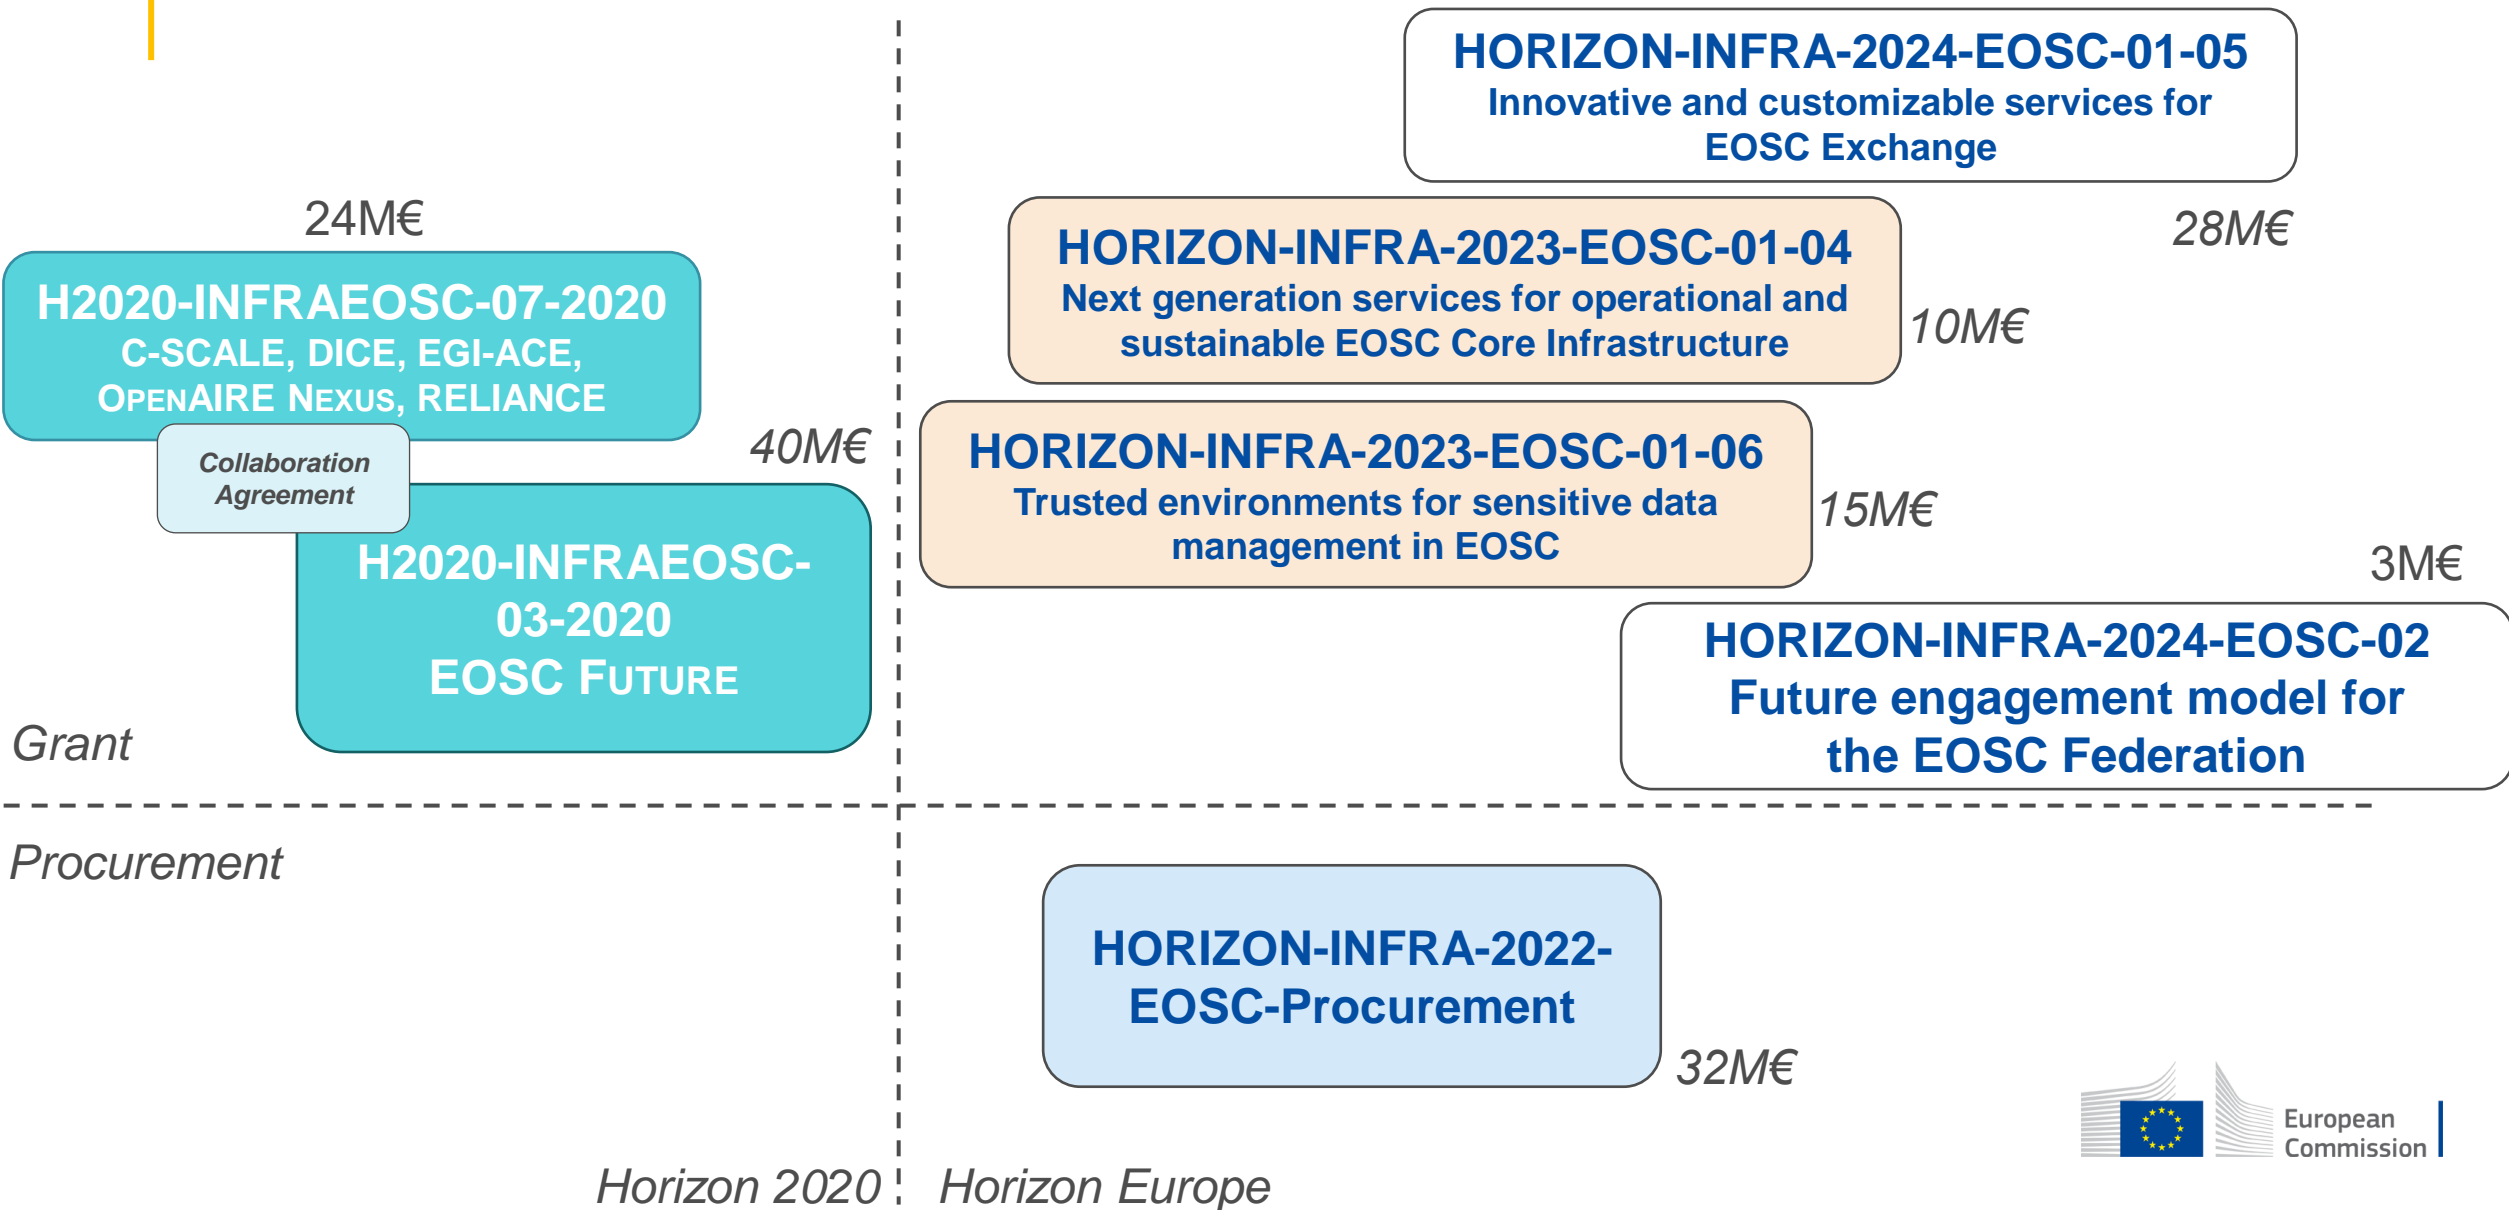 24M€
H2020-INFRAEOSC-07-2020
C-SCALE, DICE, EGI-ACE,
OPENAIRE NEXUS, RELIANCE
Collaboration
Agreement
40M€
H2020-INFRAEOSC-
03-2020
EOSC FUTURE
Grant
HORIZON-INFRA-2024-EOSC-01-05
Innovative and customizable services for
EOSC Exchange
28M€
HORIZON-INFRA-2023-EOSC-01-04
Next generation services for operational and
sustainable EOSC Core Infrastructure
10M€
HORIZON-INFRA-2023-EOSC-01-06
Trusted environments for sensitive data
management in EOSC
15M€
3M€
HORIZON-INFRA-2024-EOSC-02
Future engagement model for
the EOSC Federation
Procurement
HORIZON-INFRA-2022-
EOSC-Procurement
32M€
Horizon 2020
Horizon Europe
European
Commission